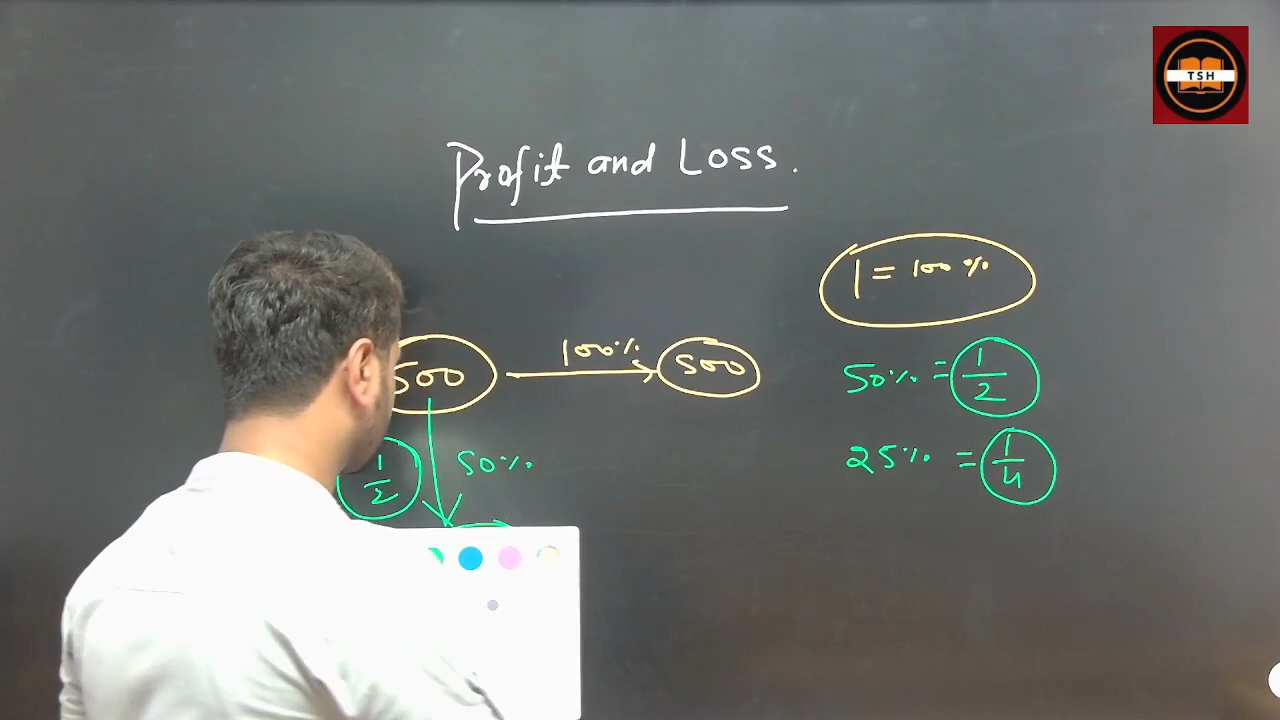 TSH
Profit and Loss.
1 = 100%
500 100% 500
50% = 1/2
1/2 50%
25% = 1/4